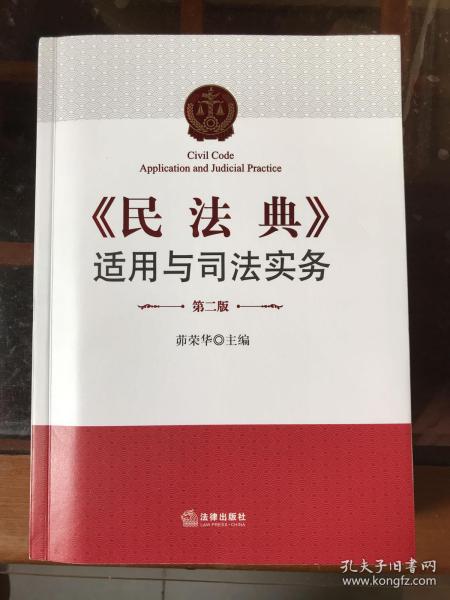 Civil Code
Application and Judicial Practice
《民法典》
适用与司法实务
第二版
茆荣华◎主编
法律出版社
LAW PRESS·CHINA
孔夫子旧书网
www.kongfz.com